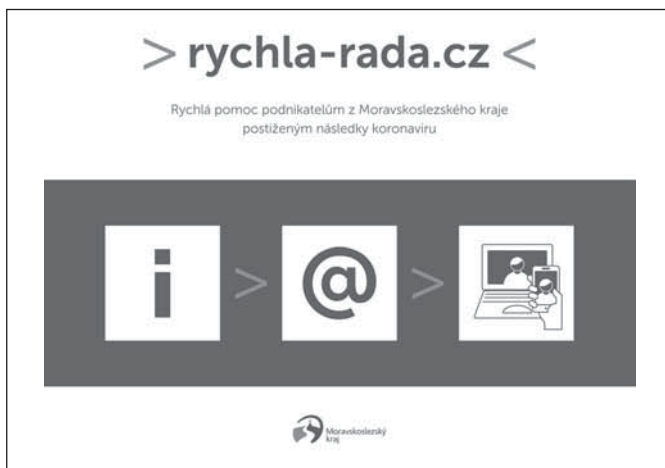 > rychla-rada.cz <
Rychlá pomoc podnikatelům z Moravskoslezského kraje
postiženým následky koronaviru
i > @ >
Moravskoslezský
kraj